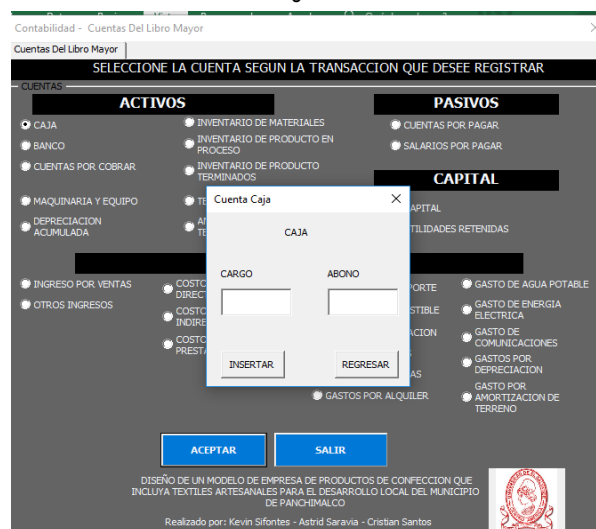 Contabilidad - Cuentas Del Libro Mayor
Cuentas Del Libro Mayor
SELECCIONE LA CUENTA SEGUN LA TRANSACCION QUE DESEE REGISTRAR
CUENTAS
ACTIVOS
CAJA
BANCO
CUENTAS POR COBRAR
MAQUINARIA Y EQUIPO
DEPRECIACION
ACUMULADA
INVENTARIO DE MATERIALES
INVENTARIO DE PRODUCTO EN
PROCESO
INVENTARIO DE PRODUCTO
TERMINADOS
PASIVOS
CUENTAS POR PAGAR
SALARIOS POR PAGAR
CAPITAL
RETENIDAS
Cuenta Caja
CAJA
CARGO
ABONO
INSERTAR
REGRESAR
INGRESO POR VENTAS
OTROS INGRESOS
GASTOS POR ALQUILER
GASTO DE AGUA POTABLE
GASTO DE ENERGIA
ELECTRICA
GASTO DE
COMUNICACIONES
GASTOS POR
DEPRECIACION
GASTO POR
AMORTIZACION DE
TERRENO
ACEPTAR
SALIR
DISEÑO DE UN MODELO DE EMPRESA DE PRODUCTOS DE CONFECCION QUE
INCLUYA TEXTILES ARTESANALES PARA EL DESARROLLO LOCAL DEL MUNICIPIO
DE PANCHIMALCO
Realizado por: Kevin Sifontes - Astrid Saravia - Cristian Santos